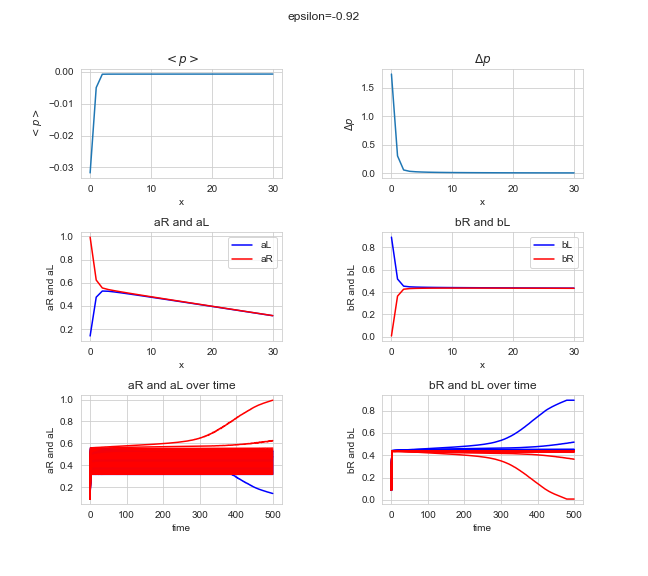 epsilon=-0.92
< p >
0.00
−0.01
−0.02
−0.03
< p >
0
10
20
30
x
Δp
1.5
1.0
0.5
0.0
Δp
0
10
20
30
x
aR and aL
1.0
0.8
0.6
0.4
0.2
aR and aL
aL
aR
0
10
20
30
x
bR and bL
0.8
0.6
0.4
0.2
0.0
bR and bL
bL
bR
0
10
20
30
x
aR and aL over time
1.0
0.8
0.6
0.4
0.2
aR and aL
0
100
200
300
400
500
time
bR and bL over time
0.8
0.6
0.4
0.2
0.0
bR and bL
0
100
200
300
400
500
time